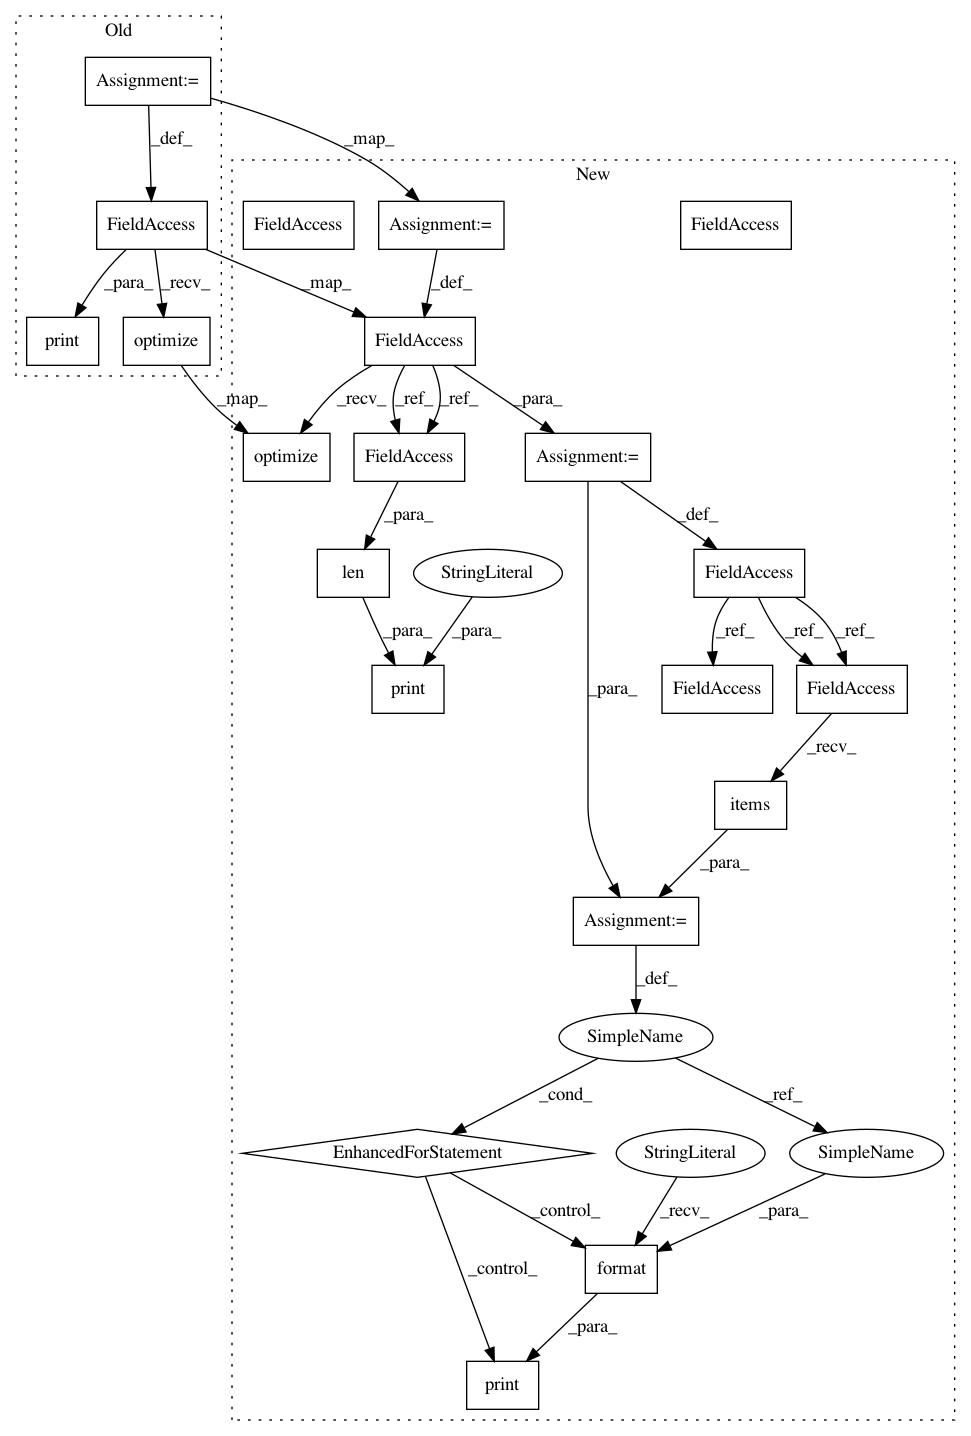 Old
Assignment:=
_def_
_map_
New
FieldAccess
FieldAccess
Assignment:=
FieldAccess
_para_
_recv_
_map_
_def_
print
optimize
FieldAccess
_map_
_recv_
_ref_
_ref_
_para_
optimize
FieldAccess
Assignment:=
_para_
_def_
len
StringLiteral
FieldAccess
_para_
_para_
_ref_
_ref_
_ref_
print
_para_
FieldAccess
FieldAccess
_recv_
items
_para_
Assignment:=
_def_
SimpleName
_cond_
_ref_
EnhancedForStatement
StringLiteral
SimpleName
_control_
_recv_
_para_
_control_
format
_para_
print